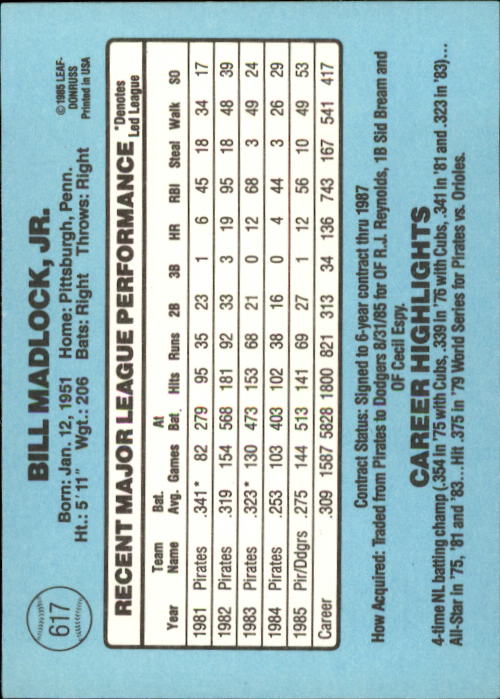 617
BILL MADLOCK, JR.
©1985 LEAF-
DONRUSS
Printed in USA
Born: Jan. 12, 1951 Home: Pittsburgh, Penn.
Ht.: 5'11" Wgt.: 206 Bats: Right Throws: Right
RECENT MAJOR LEAGUE PERFORMANCE
*Denotes
Led League
Year Team Name Bat. Avg. Games At Bat. Hits Runs 2B 3B HR RBI Steal Walk SO
1981 Pirates .341* 82 279 95 35 23 1 6 45 18 34 17
1982 Pirates .319 154 568 181 92 33 3 19 95 18 48 39
1983 Pirates .323* 130 473 153 68 21 0 12 68 3 49 24
1984 Pirates .253 103 403 102 38 16 0 4 44 3 26 29
1985 Pir/Ddgrs .275 144 513 141 69 27 1 12 56 10 49 53
Career .309 1587 5828 1800 821 313 34 136 743 167 541 417
Contract Status: Signed to 6-year contract thru 1987
How Acquired: Traded from Pirates to Dodgers 8/31/85 for OF R.J. Reynolds, 1B Sid Bream and
OF Cecil Espy.
CAREER HIGHLIGHTS
4-time NL batting champ (.354 in '75 with Cubs, .339 in '76 with Cubs, .341 in '81 and .323 in '83)...
All-Star in '75, '81 and '83...Hit .375 in '79 World Series for Pirates vs. Orioles.